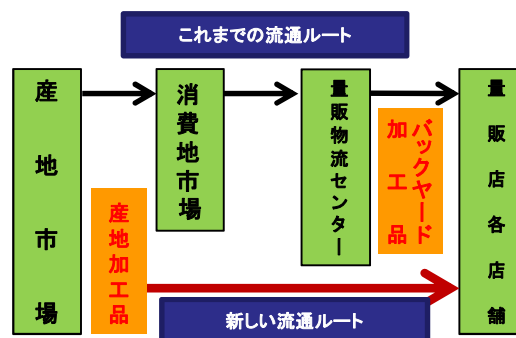 これまでの流通ルート
産地市場
消費地市場
量販物流センター
量販店各店舗
バックヤード
加工品
産地加工品
新しい流通ルート